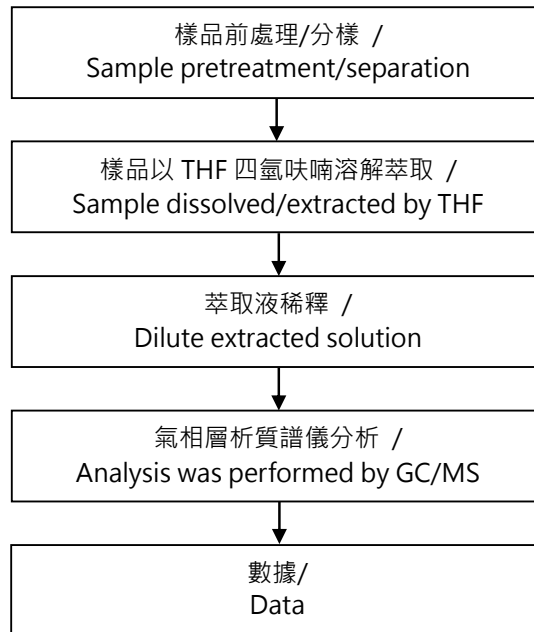 樣品前處理/分樣 /
Sample pretreatment/separation
樣品以 THF 四氫呋喃溶解萃取 /
Sample dissolved/extracted by THF
萃取液稀釋 /
Dilute extracted solution
氣相層析質譜儀分析 /
Analysis was performed by GC/MS
數據/
Data